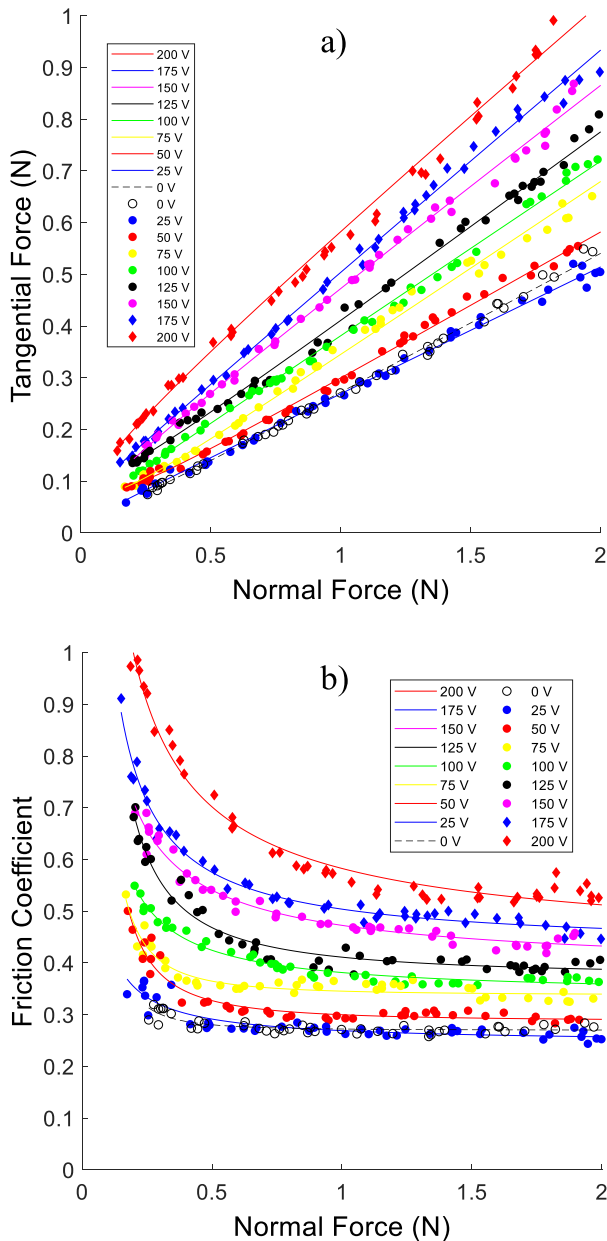 a)
1
0.9
0.8
0.7
0.6
0.5
0.4
0.3
0.2
0.1
0
Tangential Force (N)
200 V
175 V
150 V
125 V
100 V
75 V
50 V
25 V
0 V
0 V
25 V
50 V
75 V
100 V
125 V
150 V
175 V
200 V
0 0.5 1 1.5 2
Normal Force (N)
b)
1
0.9
0.8
0.7
0.6
0.5
0.4
0.3
0.2
0.1
0
Friction Coefficient
200 V 0 V
175 V 25 V
150 V 50 V
125 V 75 V
100 V 100 V
75 V 125 V
50 V 150 V
25 V 175 V
0 V 200 V
0 0.5 1 1.5 2
Normal Force (N)